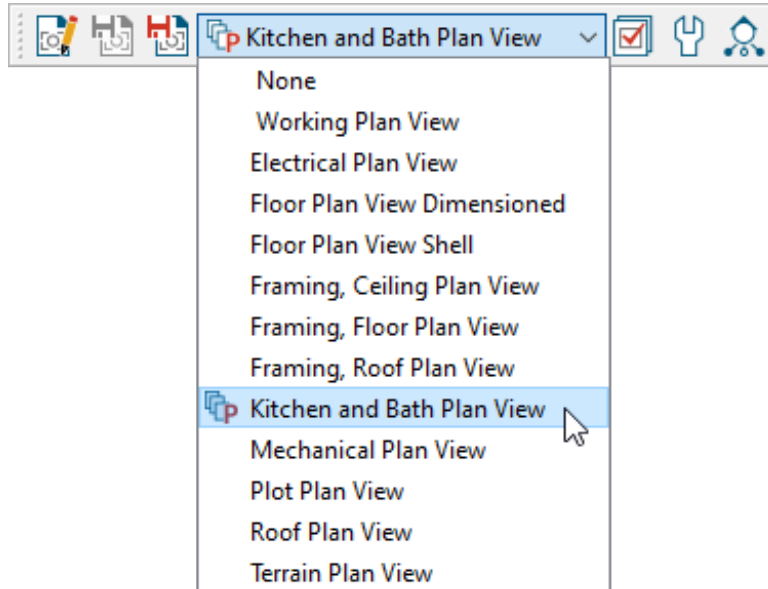 Kitchen and Bath Plan View
None
Working Plan View
Electrical Plan View
Floor Plan View Dimensioned
Floor Plan View Shell
Framing, Ceiling Plan View
Framing, Floor Plan View
Framing, Roof Plan View
Kitchen and Bath Plan View
Mechanical Plan View
Plot Plan View
Roof Plan View
Terrain Plan View